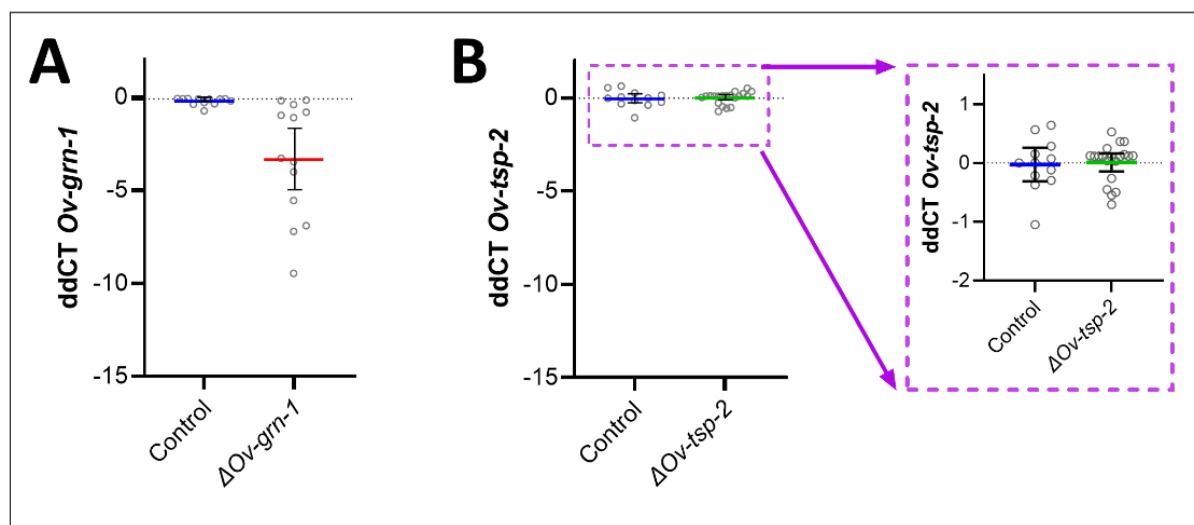 A
ddCT Ov-grn-1
0
-5
-10
-15
Control
ΔOv-grn-1
B
ddCT Ov-tsp-2
0
-5
-10
-15
Control
ΔOv-tsp-2
ddCT Ov-tsp-2
1
0
-1
-2
Control
ΔOv-tsp-2